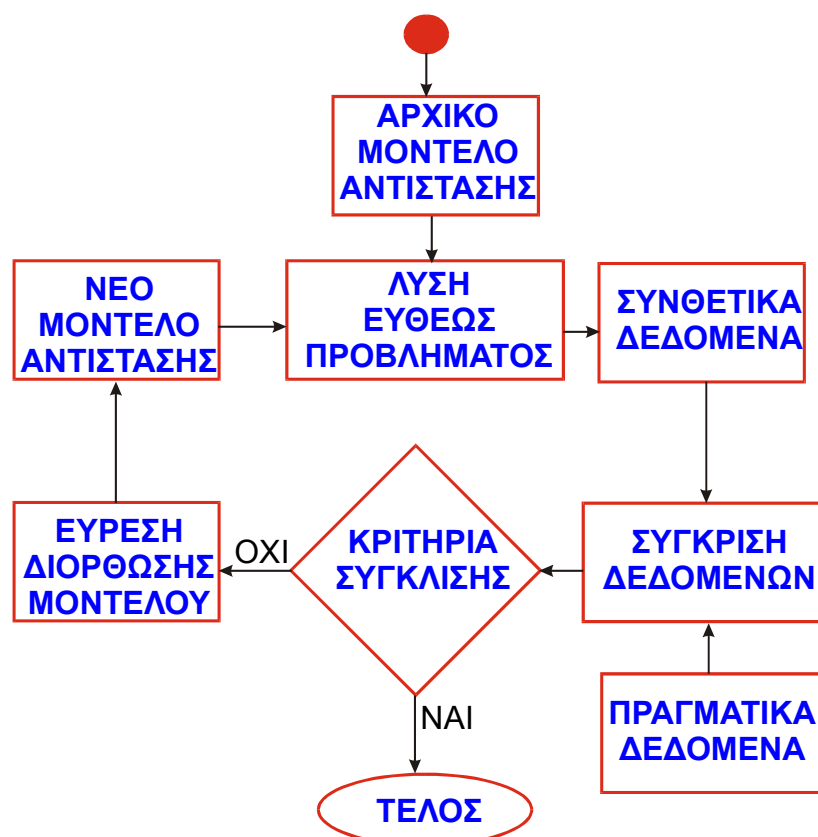 ΑΡΧΙΚΟ
ΜΟΝΤΕΛΟ
ΑΝΤΙΣΤΑΣΗΣ
ΝΕΟ
ΜΟΝΤΕΛΟ
ΑΝΤΙΣΤΑΣΗΣ
ΛΥΣΗ
ΕΥΘΕΩΣ
ΠΡΟΒΛΗΜΑΤΟΣ
ΣΥΝΘΕΤΙΚΑ
ΔΕΔΟΜΕΝΑ
ΕΥΡΕΣΗ
ΔΙΟΡΘΩΣΗΣ
ΜΟΝΤΕΛΟΥ
ΟΧΙ
ΚΡΙΤΗΡΙΑ
ΣΥΓΚΛΙΣΗΣ
ΣΥΓΚΡΙΣΗ
ΔΕΔΟΜΕΝΩΝ
ΝΑΙ
ΠΡΑΓΜΑΤΙΚΑ
ΔΕΔΟΜΕΝΑ
ΤΕΛΟΣ